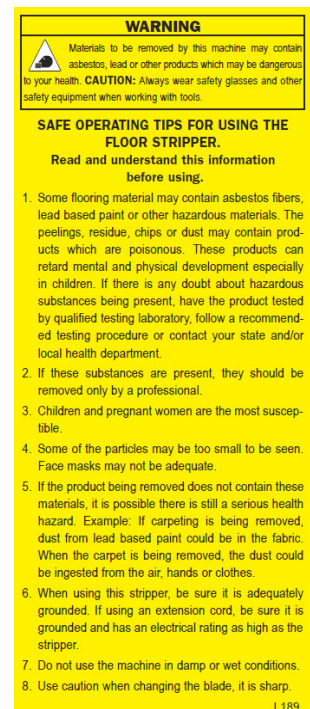 WARNING
Materials to be removed by this machine may contain
asbestos, lead or other products which may be dangerous
to your health. CAUTION: Always wear safety glasses and other
safety equipment when working with tools.
SAFE OPERATING TIPS FOR USING THE
FLOOR STRIPPER.
Read and understand this information
before using.
1. Some flooring material may contain asbestos fibers,
lead based paint or other hazardous materials. The
peelings, residue, chips or dust may contain prod-
ucts which are poisonous. These products can
retard mental and physical development especially
in children. If there is any doubt about hazardous
substances being present, have the product tested
by qualified testing laboratory, follow a recommend-
ed testing procedure or contact your state and/or
local health department.
2. If these substances are present, they should be
removed only by a professional.
3. Children and pregnant women are the most suscep-
tible.
4. Some of the particles may be too small to be seen.
Face masks may not be adequate.
5. If the product being removed does not contain these
materials, it is possible there is still a serious health
hazard. Example: If carpeting is being removed,
dust from lead based paint could be in the fabric.
When the carpet is being removed, the dust could
be ingested from the air, hands or clothes.
6. When using this stripper, be sure it is adequately
grounded. If using an extension cord, be sure it is
grounded and has an electrical rating as high as the
stripper.
7. Do not use the machine in damp or wet conditions.
8. Use caution when changing the blade, it is sharp.
L189